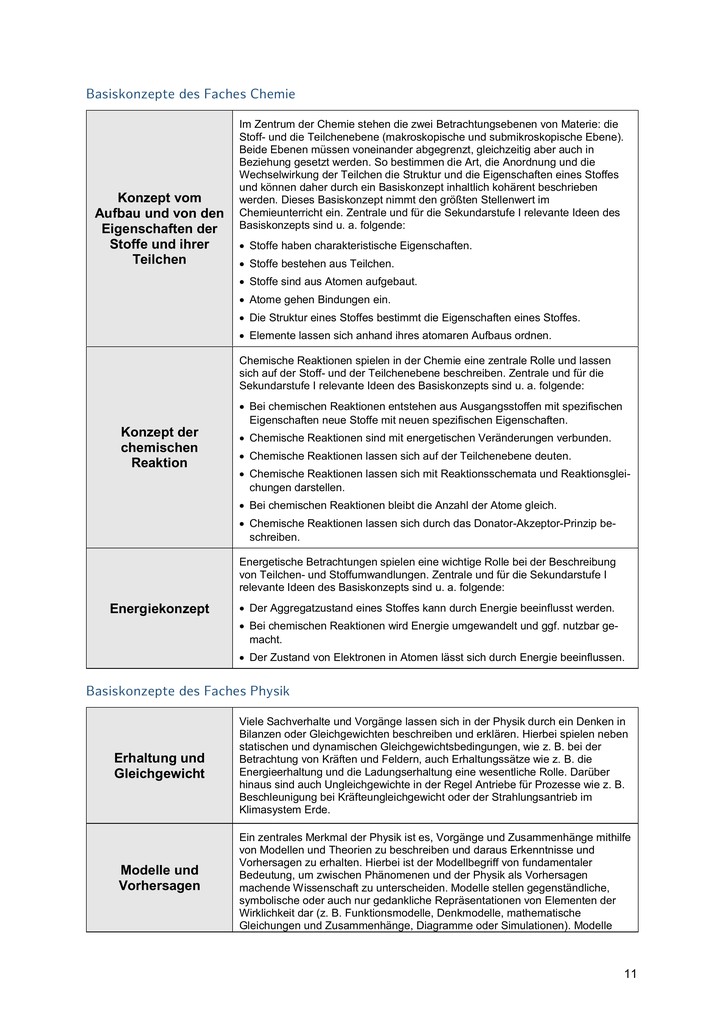 Basiskonzepte des Faches Chemie
Konzept vom
Aufbau und von den
Eigenschaften der
Stoffe und ihrer
Teilchen
Im Zentrum der Chemie stehen die zwei Betrachtungsebenen von Materie: die
Stoff- und die Teilchenebene (makroskopische und submikroskopische Ebene).
Beide Ebenen müssen voneinander abgegrenzt, gleichzeitig aber auch in
Beziehung gesetzt werden. So bestimmen die Art, die Anordnung und die
Wechselwirkung der Teilchen die Struktur und die Eigenschaften eines Stoffes
und können daher durch ein Basiskonzept inhaltlich kohärent beschrieben
werden. Dieses Basiskonzept nimmt den größten Stellenwert im
Chemieunterricht ein. Zentrale und für die Sekundarstufe I relevante Ideen des
Basiskonzepts sind u. a. folgende:
• Stoffe haben charakteristische Eigenschaften.
• Stoffe bestehen aus Teilchen.
• Stoffe sind aus Atomen aufgebaut.
• Atome gehen Bindungen ein.
• Die Struktur eines Stoffes bestimmt die Eigenschaften eines Stoffes.
• Elemente lassen sich anhand ihres atomaren Aufbaus ordnen.
Konzept der
chemischen
Reaktion
Chemische Reaktionen spielen in der Chemie eine zentrale Rolle und lassen
sich auf der Stoff- und der Teilchenebene beschreiben. Zentrale und für die
Sekundarstufe I relevante Ideen des Basiskonzepts sind u. a. folgende:
• Bei chemischen Reaktionen entstehen aus Ausgangsstoffen mit spezifischen
Eigenschaften neue Stoffe mit neuen spezifischen Eigenschaften.
• Chemische Reaktionen sind mit energetischen Veränderungen verbunden.
• Chemische Reaktionen lassen sich auf der Teilchenebene deuten.
• Chemische Reaktionen lassen sich mit Reaktionsschemata und Reaktionsglei-
chungen darstellen.
• Bei chemischen Reaktionen bleibt die Anzahl der Atome gleich.
• Chemische Reaktionen lassen sich durch das Donator-Akzeptor-Prinzip be-
schreiben.
Energiekonzept
Energetische Betrachtungen spielen eine wichtige Rolle bei der Beschreibung
von Teilchen- und Stoffumwandlungen. Zentrale und für die Sekundarstufe I
relevante Ideen des Basiskonzepts sind u. a. folgende:
• Der Aggregatzustand eines Stoffes kann durch Energie beeinflusst werden.
• Bei chemischen Reaktionen wird Energie umgewandelt und ggf. nutzbar ge-
macht.
• Der Zustand von Elektronen in Atomen lässt sich durch Energie beeinflussen.
Basiskonzepte des Faches Physik
Erhaltung und
Gleichgewicht
Viele Sachverhalte und Vorgänge lassen sich in der Physik durch ein Denken in
Bilanzen oder Gleichgewichten beschreiben und erklären. Hierbei spielen neben
statischen und dynamischen Gleichgewichtsbedingungen, wie z. B. bei der
Betrachtung von Kräften und Feldern, auch Erhaltungssätze wie z. B. die
Energieerhaltung und die Ladungserhaltung eine wesentliche Rolle. Darüber
hinaus sind auch Ungleichgewichte in der Regel Antriebe für Prozesse wie z. B.
Beschleunigung bei Kräfteungleichgewicht oder der Strahlungsantrieb im
Klimasystem Erde.
Modelle und
Vorhersagen
Ein zentrales Merkmal der Physik ist es, Vorgänge und Zusammenhänge mithilfe
von Modellen und Theorien zu beschreiben und daraus Erkenntnisse und
Vorhersagen zu erhalten. Hierbei ist der Modellbegriff von fundamentaler
Bedeutung, um zwischen Phänomenen und der Physik als Vorhersagen
machende Wissenschaft zu unterscheiden. Modelle stellen gegenständliche,
symbolische oder auch nur gedankliche Repräsentationen von Elementen der
Wirklichkeit dar (z. B. Funktionsmodelle, Denkmodelle, mathematische
Gleichungen und Zusammenhänge, Diagramme oder Simulationen). Modelle
11